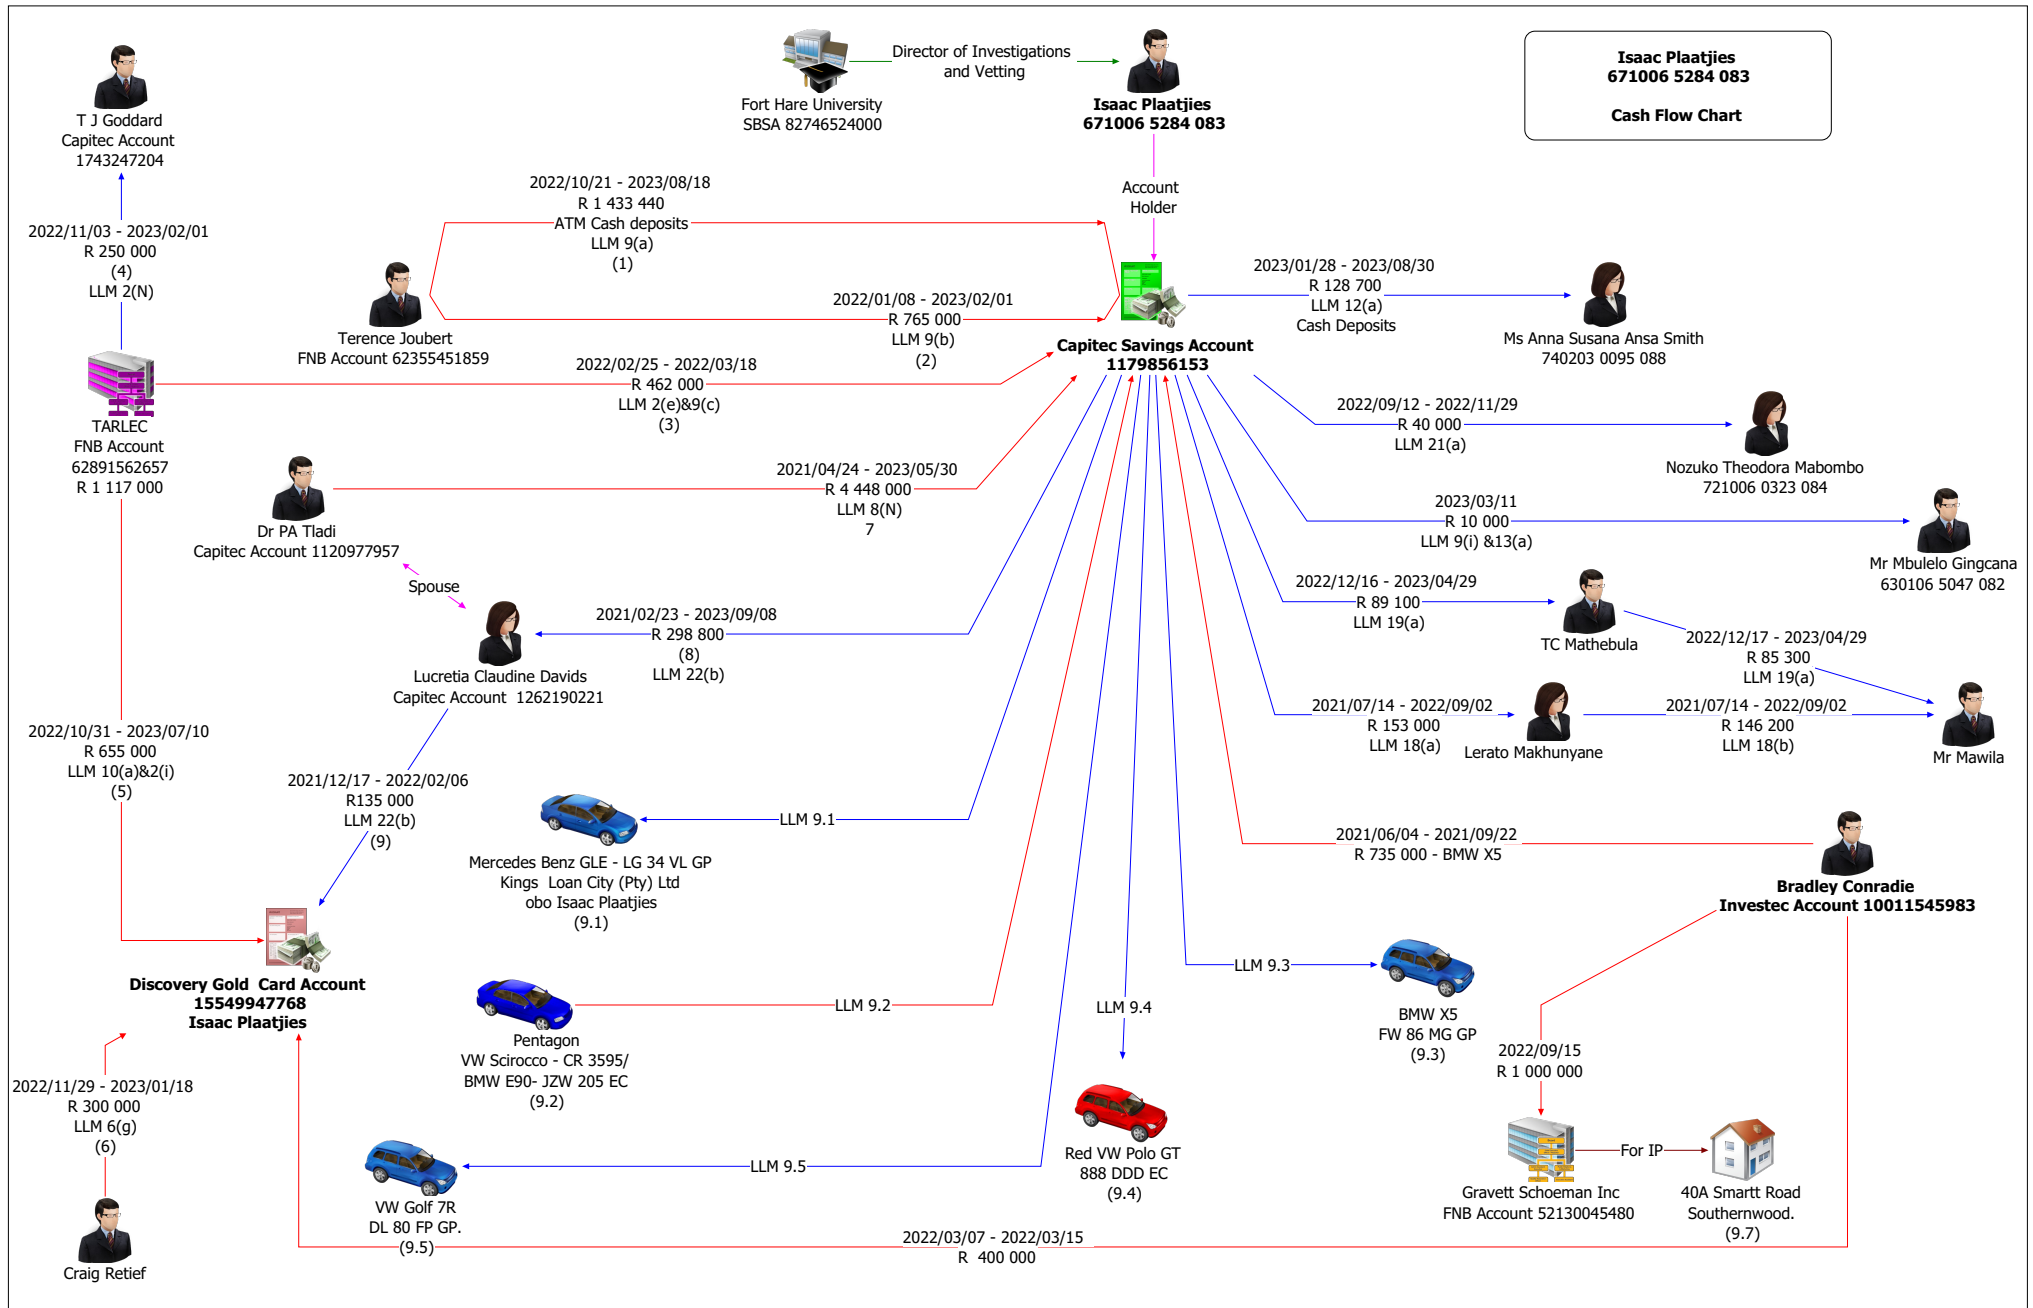 Isaac Plaatjies
671006 5284 083
Cash Flow Chart
Fort Hare University
SBSA 82746524000
Director of Investigations
and Vetting
Isaac Plaatjies
671006 5284 083
Account
Holder
T J Goddard
Capitec Account
1743247204
2022/11/03 - 2023/02/01
R 250 000
(4)
LLM 2(N)
2022/10/21 - 2023/08/18
R 1 433 440
ATM Cash deposits
LLM 9(a)
(1)
Terence Joubert
FNB Account 62355451859
2022/01/08 - 2023/02/01
R 765 000
LLM 9(b)
(2)
Capitec Savings Account
1179856153
2023/01/28 - 2023/08/30
R 128 700
LLM 12(a)
Cash Deposits
Ms Anna Susana Ansa Smith
740203 0095 088
TARLEC
FNB Account
62891562657
R 1 117 000
2022/02/25 - 2022/03/18
R 462 000
LLM 2(e)&9(c)
(3)
2022/09/12 - 2022/11/29
R 40 000
LLM 21(a)
Nozuko Theodora Mabombo
721006 0323 084
Dr PA Tladi
Capitec Account 1120977957
2021/04/24 - 2023/05/30
R 4 448 000
LLM 8(N)
7
2023/03/11
R 10 000
LLM 9(i) &13(a)
Mr Mbulelo Gingcana
630106 5047 082
Spouse
Lucretia Claudine Davids
Capitec Account  1262190221
2021/02/23 - 2023/09/08
R 298 800
(8)
LLM 22(b)
2022/12/16 - 2023/04/29
R 89 100
LLM 19(a)
TC Mathebula
2022/12/17 - 2023/04/29
R 85 300
LLM 19(a)
2021/07/14 - 2022/09/02
R 153 000
LLM 18(a)
Lerato Makhunyane
2021/07/14 - 2022/09/02
R 146 200
LLM 18(b)
Mr Mawila
2022/10/31 - 2023/07/10
R 655 000
LLM 10(a)&2(i)
(5)
2021/12/17 - 2022/02/06
R135 000
LLM 22(b)
(9)
LLM 9.1
Mercedes Benz GLE - LG 34 VL GP
Kings  Loan City (Pty) Ltd
obo Isaac Plaatjies
(9.1)
2021/06/04 - 2021/09/22
R 735 000 - BMW X5
Bradley Conradie
Investec Account 10011545983
Discovery Gold  Card Account
15549947768
Isaac Plaatjies
LLM 9.2
Pentagon
VW Scirocco - CR 3595/
BMW E90- JZW 205 EC
(9.2)
LLM 9.3
BMW X5
FW 86 MG GP
(9.3)
LLM 9.4
Red VW Polo GT
888 DDD EC
(9.4)
2022/09/15
R 1 000 000
Gravett Schoeman Inc
FNB Account 52130045480
For IP
40A Smartt Road
Southernwood.
(9.7)
2022/11/29 - 2023/01/18
R 300 000
LLM 6(g)
(6)
Craig Retief
LLM 9.5
VW Golf 7R
DL 80 FP GP.
(9.5)
2022/03/07 - 2022/03/15
R  400 000